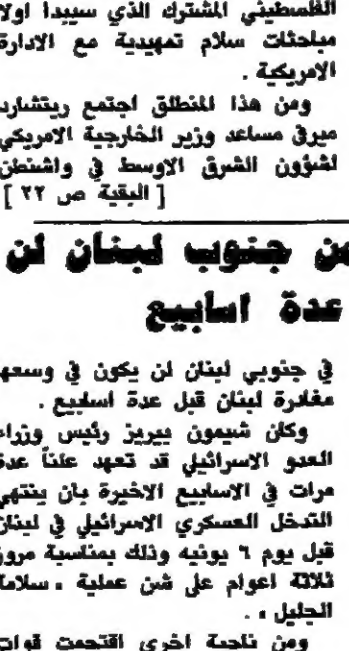 الفلسطيني المشترك الذي سيبدا اولا
مباحثات سلام تمهيدية مع الادارة
الامريكية .
ومن هذا المنطلق اجتمع ريتشارد
ميرفي مساعد وزير الخارجية الامريكي
لشؤون الشرق الاوسط في واشنطن
[ البقية ص ٢٢ ]
من جنوب لبنان لن
عدة اسابيع
في جنوبي لبنان لن يكون في وسعها
مغادرة لبنان قبل عدة اسابيع .
وكان شيمون بيريز رئيس وزراء
العدو الاسرائيلي قد تعهد علناً عدة
مرات في الاسابيع الاخيرة بان ينتهي
التدخل العسكري الاسرائيلي في لبنان
قبل يوم ٦ يونيه وذلك بمناسبة مرور
ثلاثة اعوام على شن عملية « سلامة
الجليل » .
ومن ناحية اخرى اقتحمت قوات